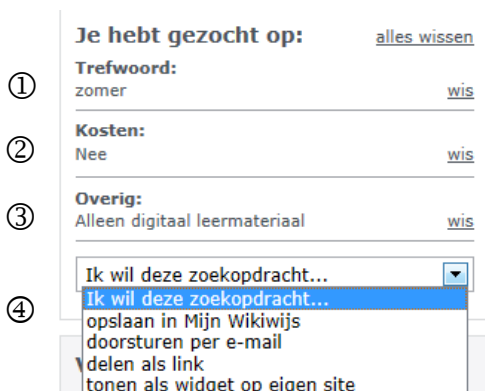 Je hebt gezocht op: alles wissen
Trefwoord:
① zomer wis
Kosten:
② Nee wis
Overig:
③ Alleen digitaal leermateriaal wis
Ik wil deze zoekopdracht...
④ Ik wil deze zoekopdracht...
opslaan in Mijn Wikiwijs
doorsturen per e-mail
delen als link
tonen als widget op eigen site